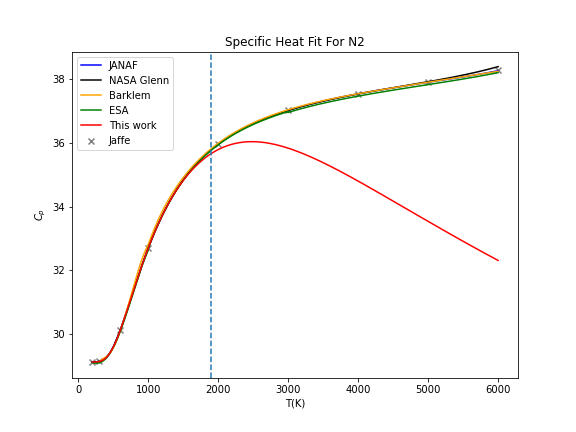 Specific Heat Fit For N2
JANAF
NASA Glenn
Barklem
ESA
This work
Jaffe
38
36
34
32
30
C_p
0 1000 2000 3000 4000 5000 6000
T(K)